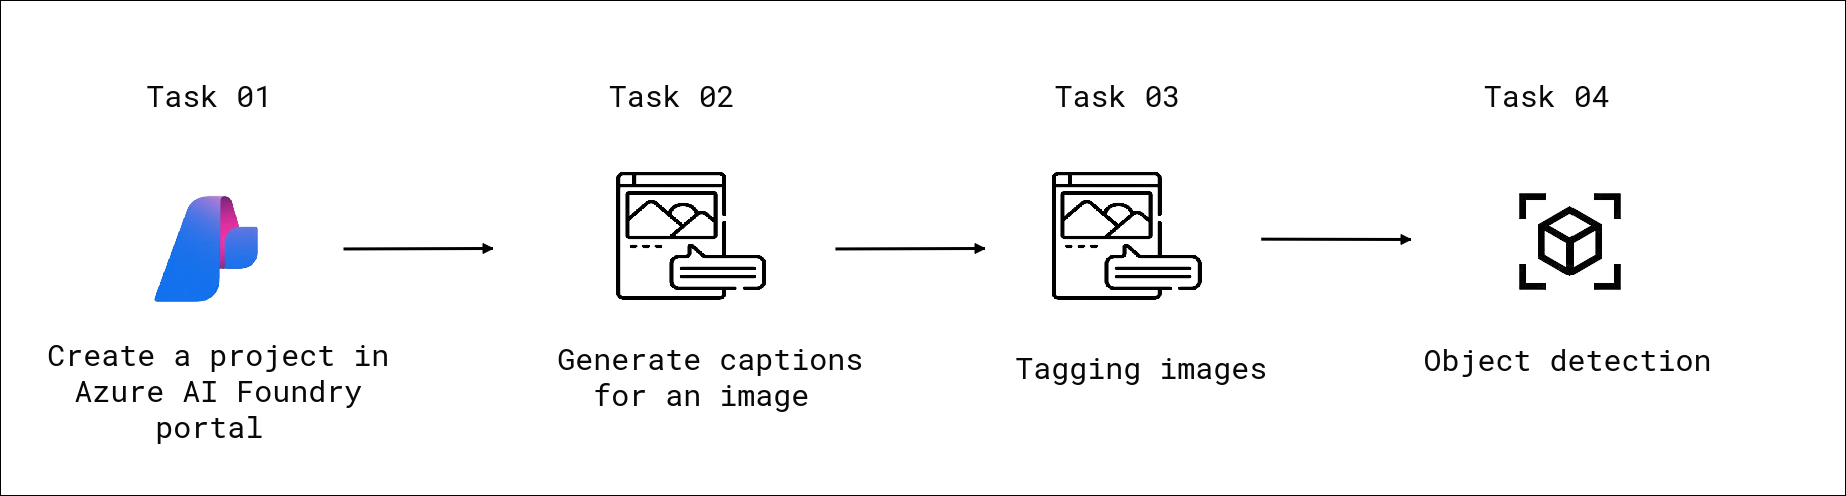 Task 01
Task 02
Task 03
Task 04
Create a project in
Azure AI Foundry
portal
Generate captions
for an image
Tagging images
Object detection